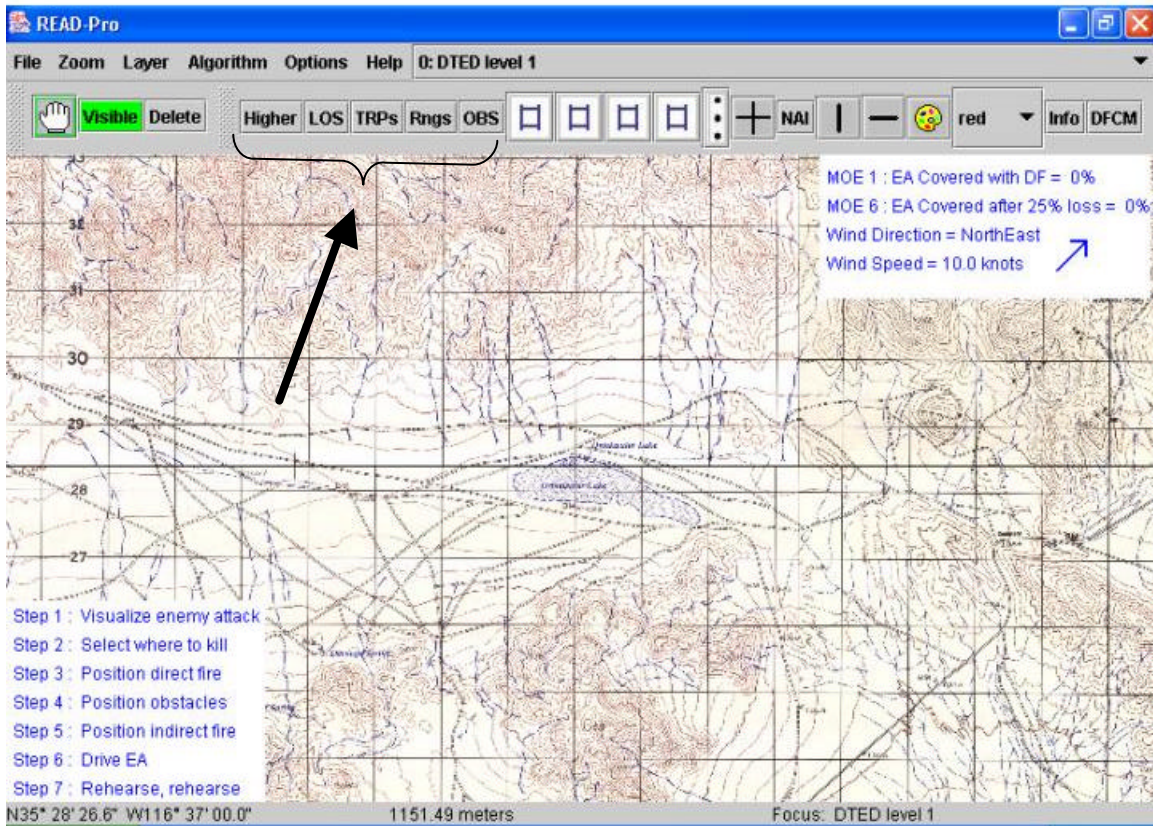 READ-Pro
File Zoom Layer Algorithm Options Help 0: DTED level 1
Visible Delete Higher LOS TRPs Rngs OBS NAI red Info DFCM
MOE 1 : EA Covered with DF = 0%
MOE 6 : EA Covered after 25% loss = 0%
Wind Direction = NorthEast
Wind Speed = 10.0 knots
31
30
29
28
27
Step 1 : Visualize enemy attack
Step 2 : Select where to kill
Step 3 : Position direct fire
Step 4 : Position obstacles
Step 5 : Position indirect fire
Step 6 : Drive EA
Step 7 : Rehearse, rehearse
N35° 28' 26.6" W116° 37' 00.0" 1151.49 meters Focus: DTED level 1